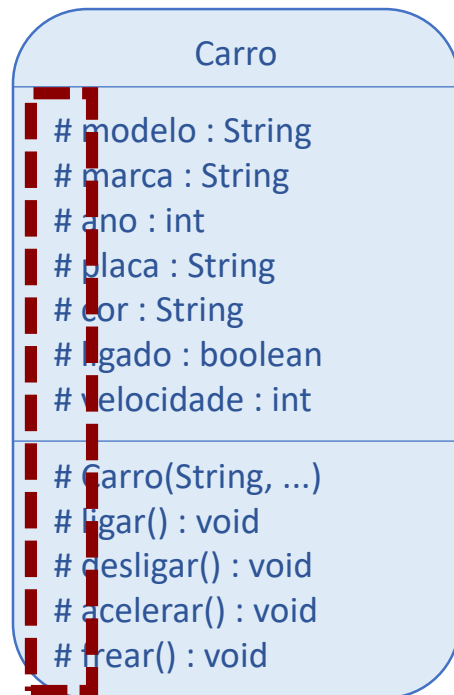 Carro
# modelo : String
# marca : String
# ano : int
# placa : String
# cor : String
# ligado : boolean
# velocidade : int
# Carro(String, ...)
# ligar() : void
# desligar() : void
# acelerar() : void
# frear() : void